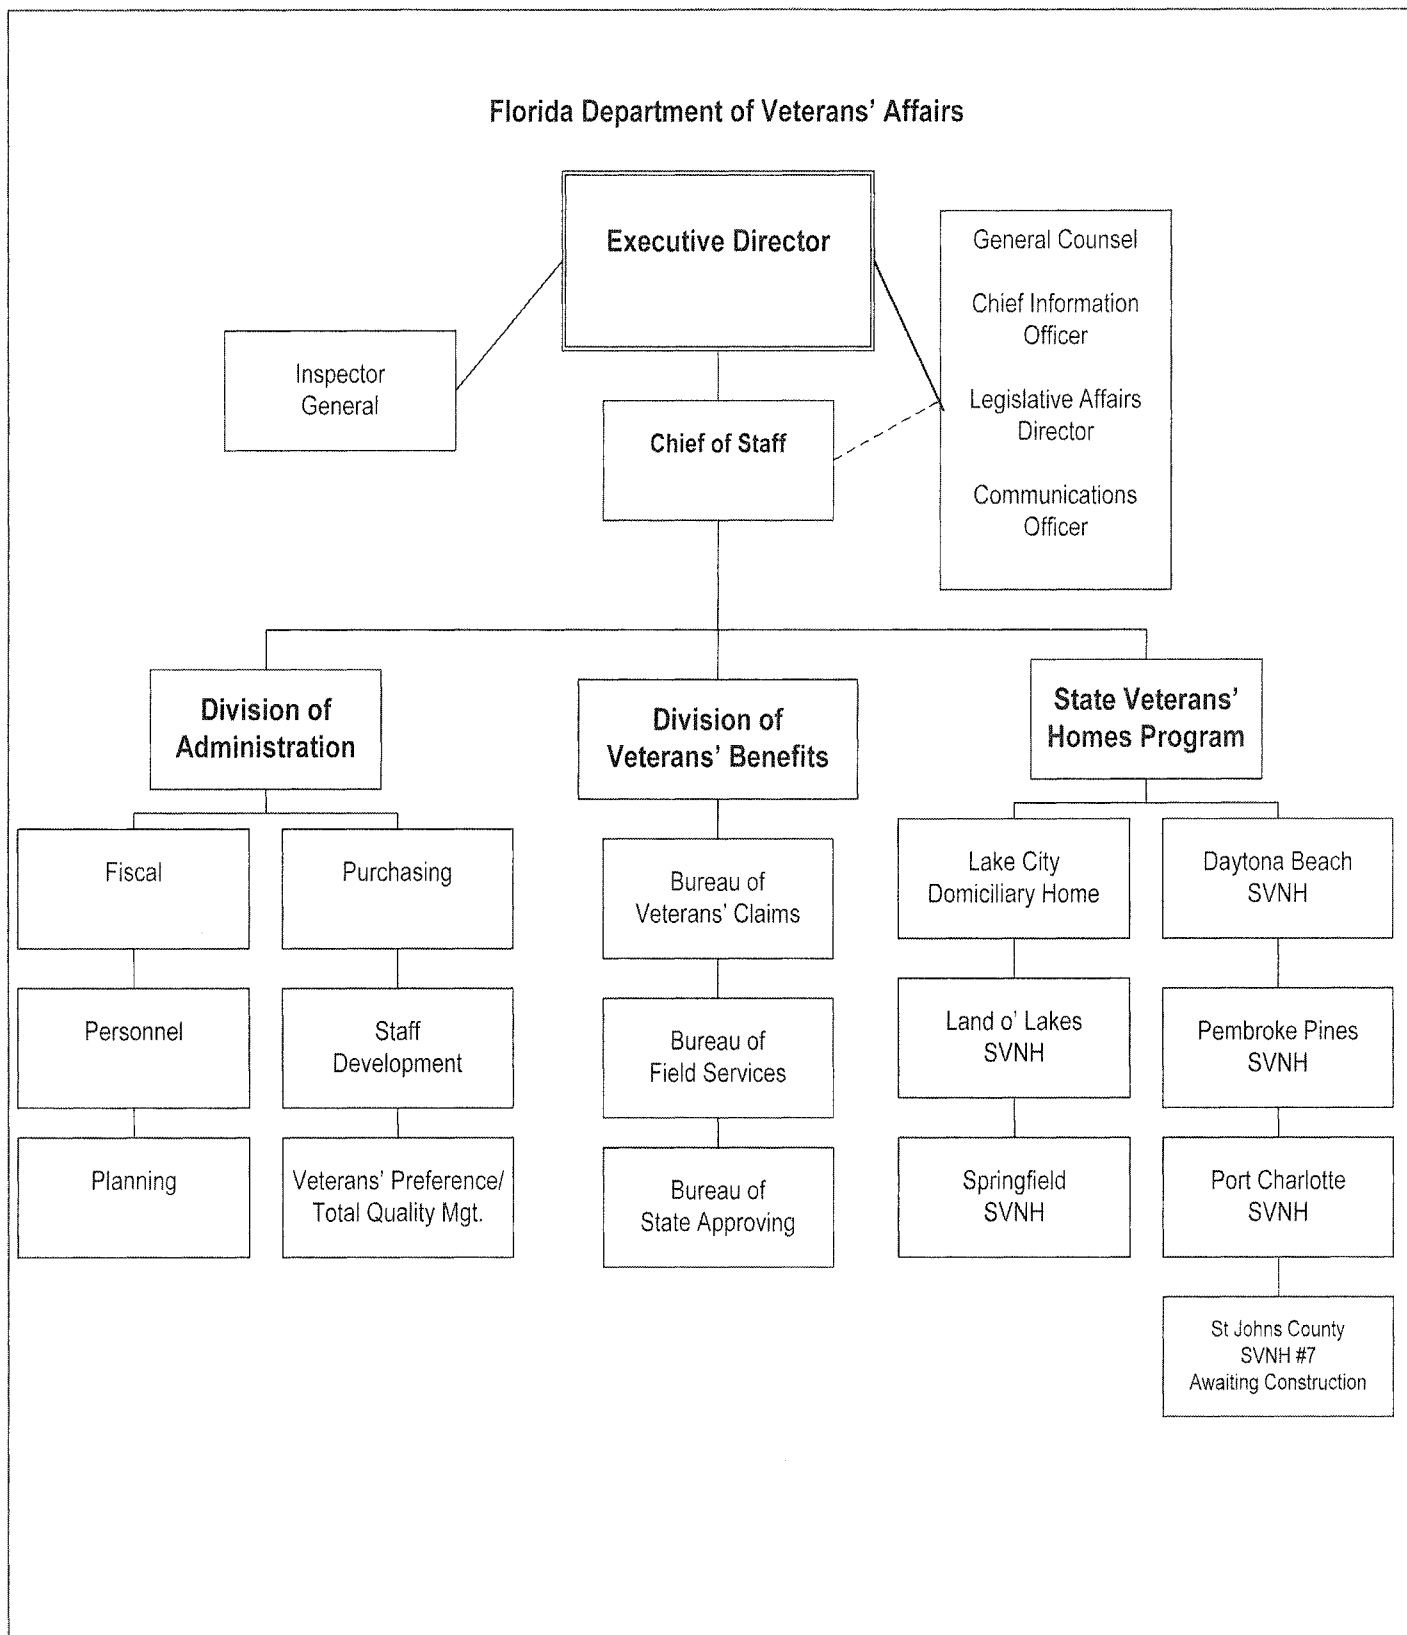 Florida Department of Veterans' Affairs
Executive Director
General Counsel
Chief Information
Officer
Legislative Affairs
Director
Communications
Officer
Inspector
General
Chief of Staff
Division of
Administration
Division of
Veterans' Benefits
State Veterans'
Homes Program
Fiscal
Purchasing
Personnel
Staff
Development
Planning
Veterans' Preference/
Total Quality Mgt.
Bureau of
Veterans' Claims
Bureau of
Field Services
Bureau of
State Approving
Lake City
Domiciliary Home
Daytona Beach
SVNH
Land o' Lakes
SVNH
Pembroke Pines
SVNH
Springfield
SVNH
Port Charlotte
SVNH
St Johns County
SVNH #7
Awaiting Construction